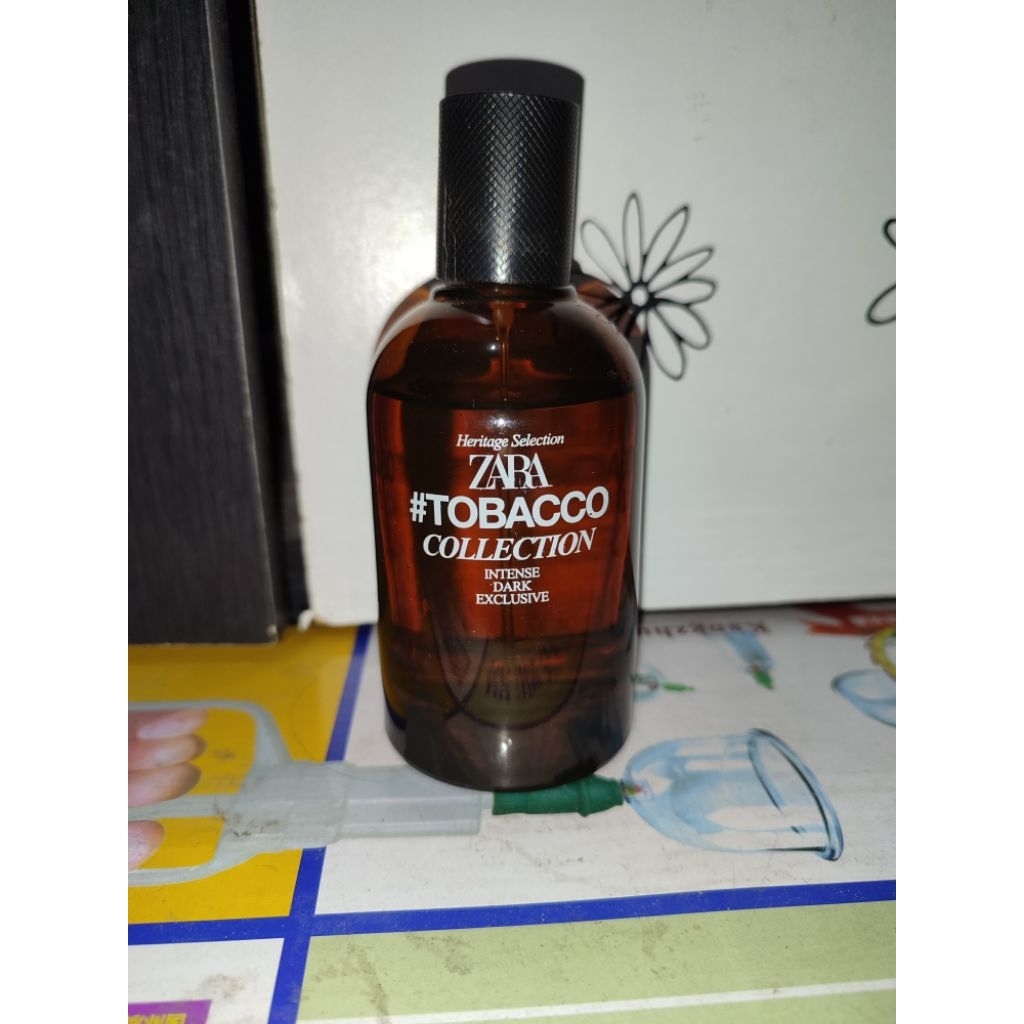 Heritage Selection
ZARA
#TOBACCO
COLLECTION
INTENSE
DARK
EXCLUSIVE